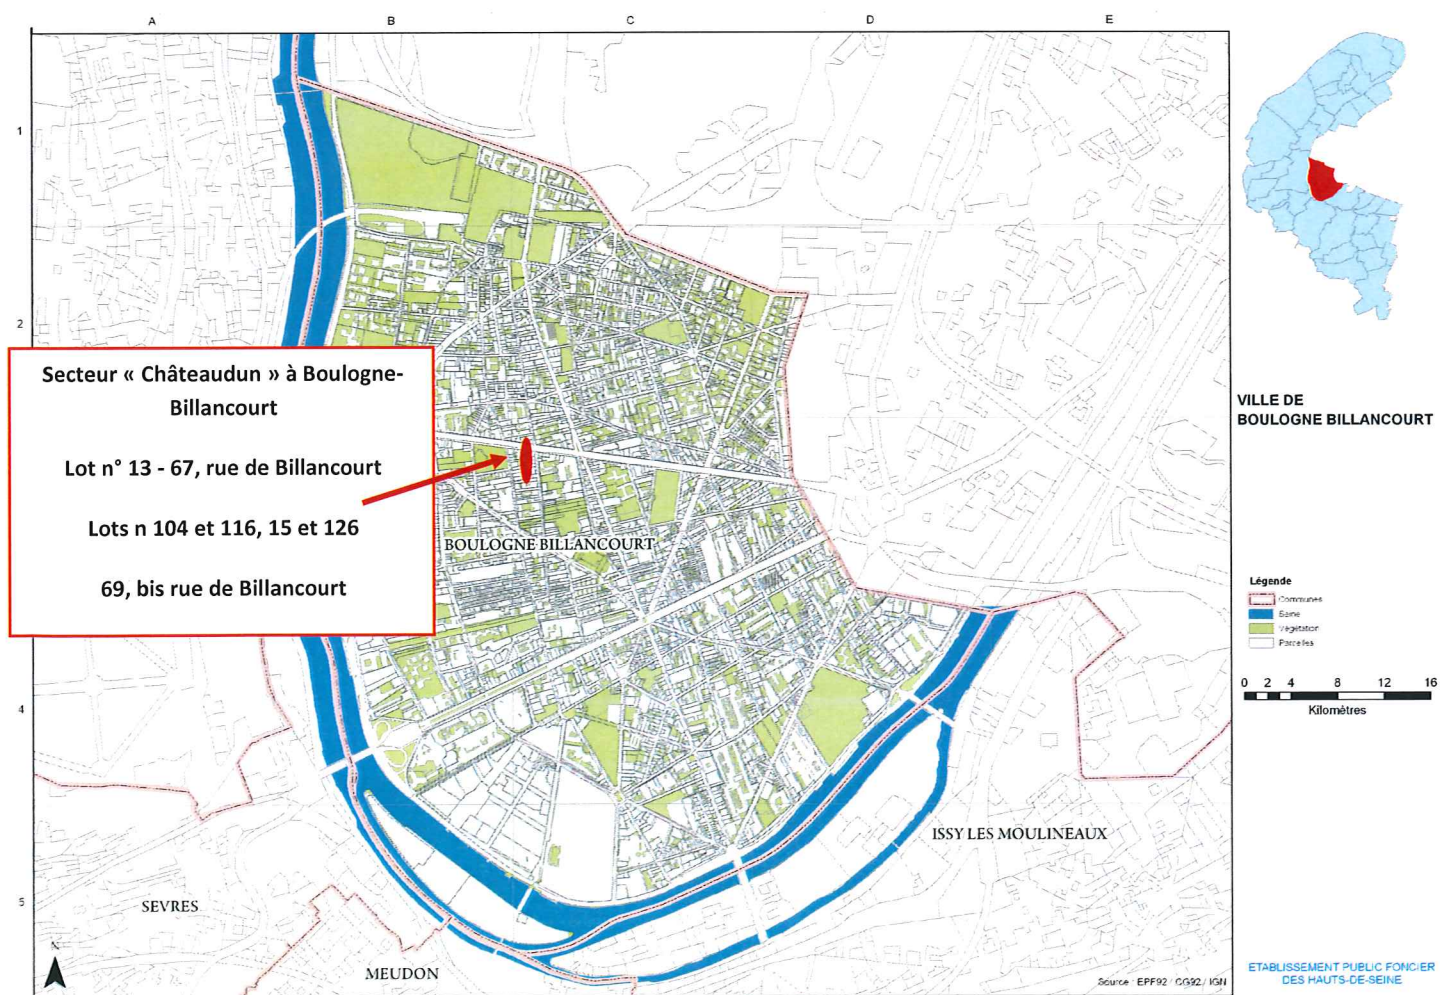 A B C D E
1
2
4
5
Secteur « Châteaudun » à Boulogne-
Billancourt
Lot n° 13 - 67, rue de Billancourt
Lots n 104 et 116, 15 et 126
69, bis rue de Billancourt
BOULOGNE BILLANCOURT
ISSY LES MOULINEAUX
SEVRES
MEUDON
N
Source : EPF92 / CG92 / IGN
VILLE DE
BOULOGNE BILLANCOURT
Légende
Communes
Seine
Végétation
Parcelles
0 2 4 8 12 16
Kilomètres
ETABLISSEMENT PUBLIC FONCIER
DES HAUTS-DE-SEINE